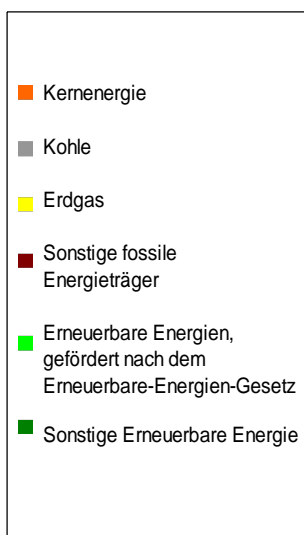 Kernenergie
Kohle
Erdgas
Sonstige fossile
Energieträger
Erneuerbare Energien,
gefördert nach dem
Erneuerbare-Energien-Gesetz
Sonstige Erneuerbare Energie